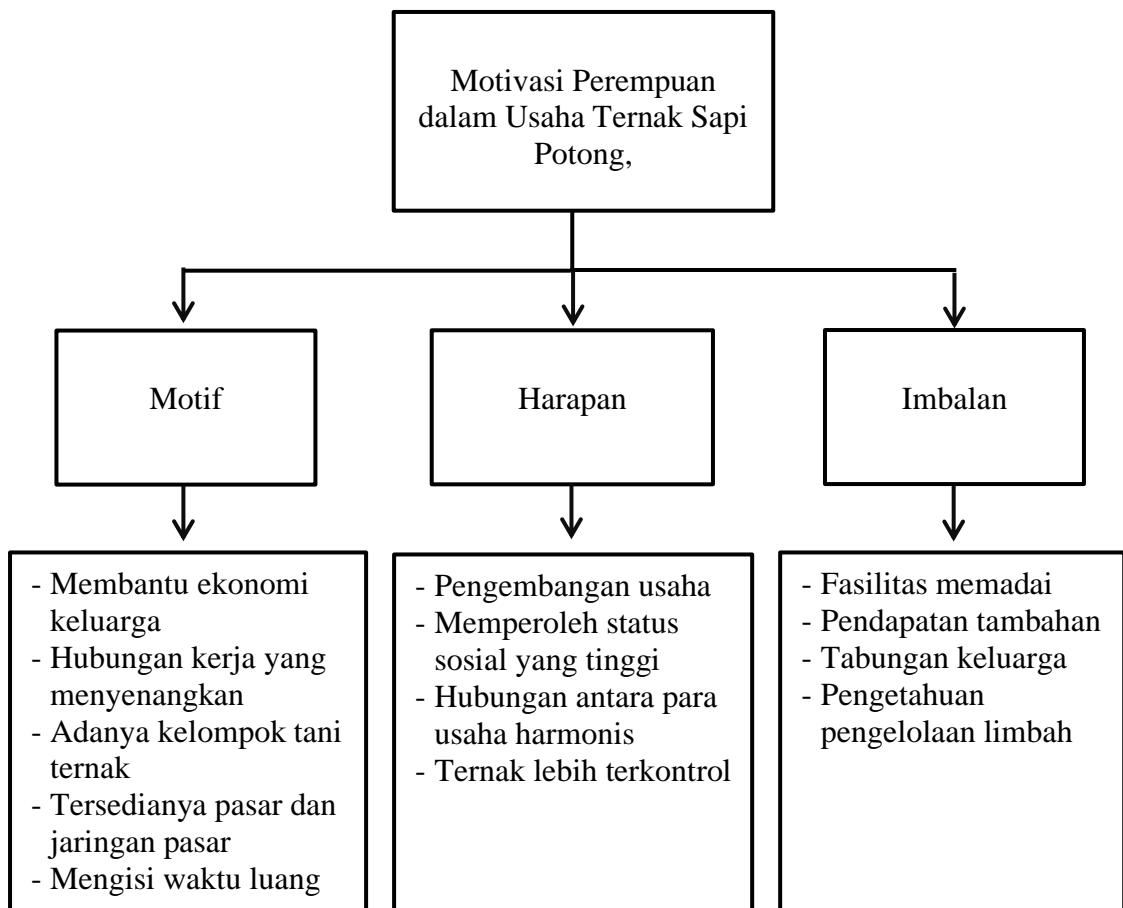 Motivasi Perempuan
dalam Usaha Ternak Sapi
Potong,
Motif
Harapan
Imbalan
- Membantu ekonomi
keluarga
- Hubungan kerja yang
menyenangkan
- Adanya kelompok tani
ternak
- Tersedianya pasar dan
jaringan pasar
- Mengisi waktu luang
- Pengembangan usaha
- Memperoleh status
sosial yang tinggi
- Hubungan antara para
usaha harmonis
- Ternak lebih terkontrol
- Fasilitas memadai
- Pendapatan tambahan
- Tabungan keluarga
- Pengetahuan
pengelolaan limbah